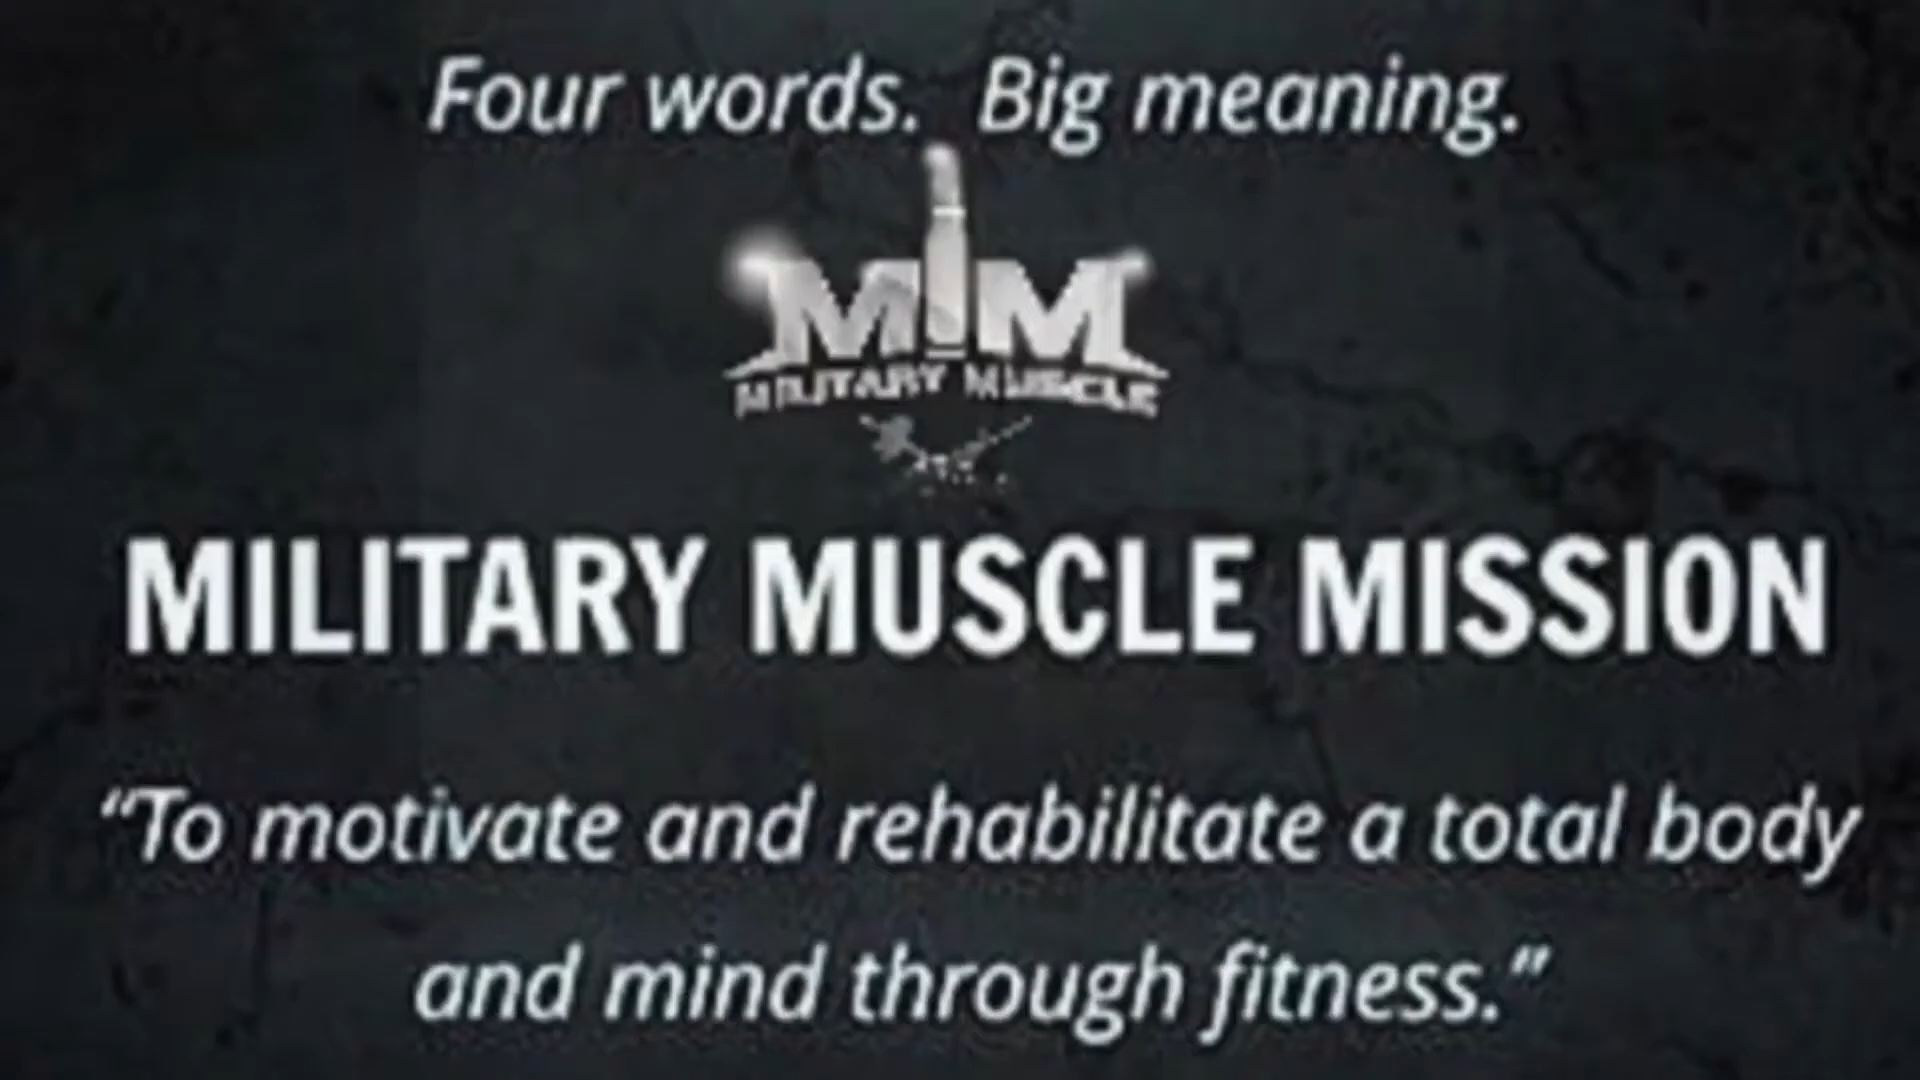 Four words. Big meaning.
MM
MILITARY MUSCLE
MILITARY MUSCLE MISSION
“To motivate and rehabilitate a total body
and mind through fitness.”